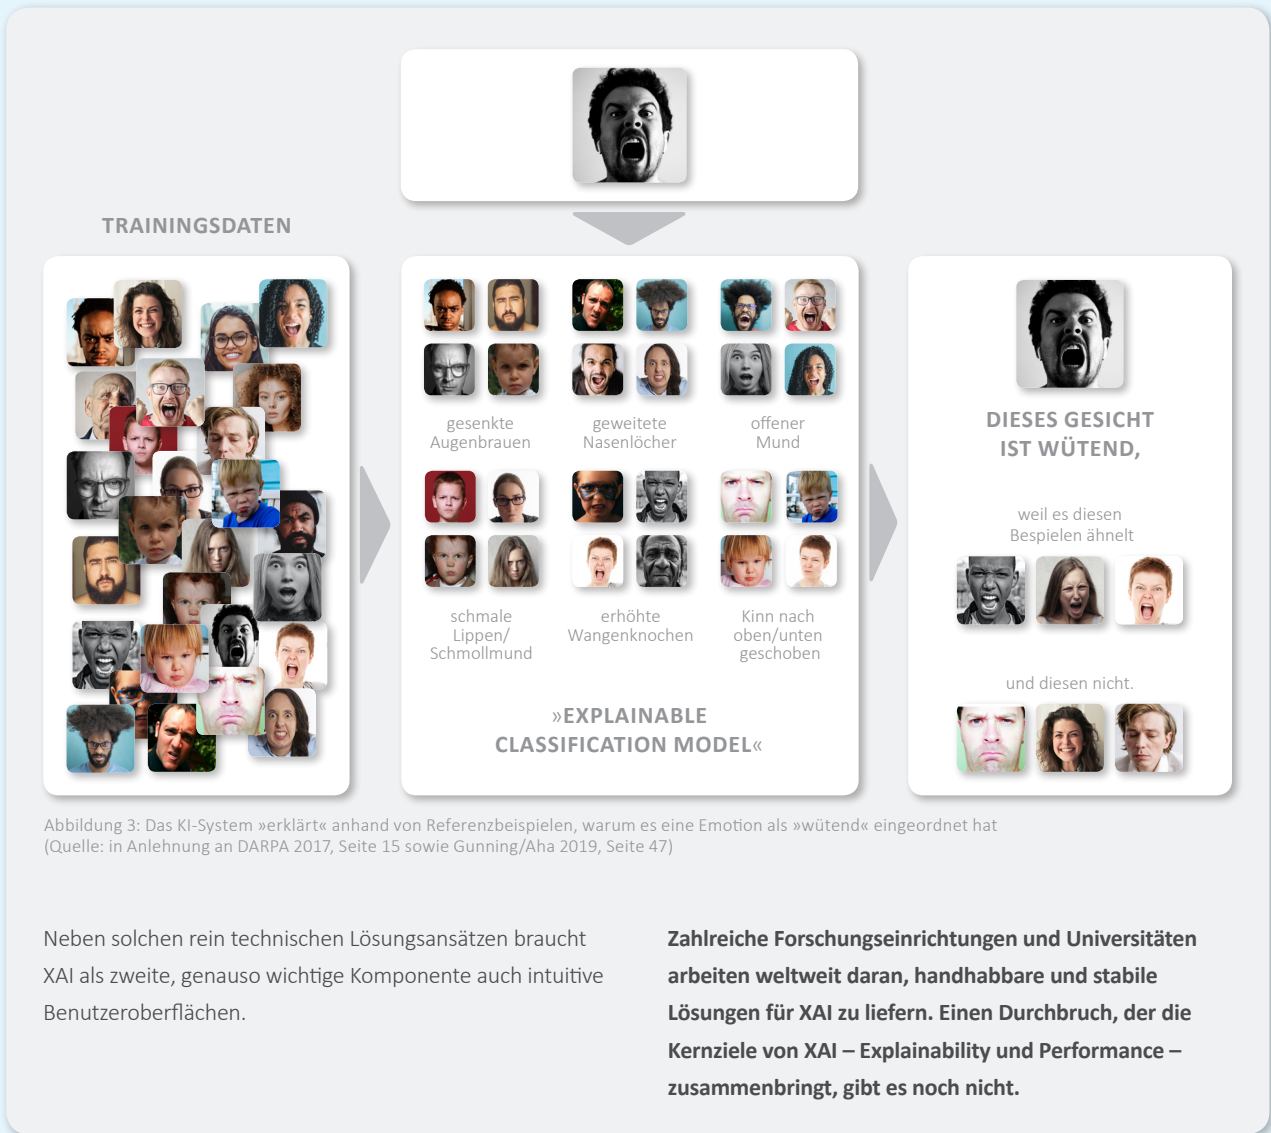 TRAININGSDATEN
gesenkte
Augenbrauen
geweitete
Nasenlöcher
offener
Mund
schmale
Lippen/
Schmollmund
erhöhte
Wangenknochen
Kinn nach
oben/unten
geschoben
»EXPLAINABLE
CLASSIFICATION MODEL«
DIESES GESICHT
IST WÜTEND,
weil es diesen
Bespielen ähnelt
und diesen nicht.
Abbildung 3: Das KI-System »erklärt« anhand von Referenzbeispielen, warum es eine Emotion als »wütend« eingeordnet hat
(Quelle: in Anlehnung an DARPA 2017, Seite 15 sowie Gunning/Aha 2019, Seite 47)
Neben solchen rein technischen Lösungsansätzen braucht
XAI als zweite, genauso wichtige Komponente auch intuitive
Benutzeroberflächen.
Zahlreiche Forschungseinrichtungen und Universitäten
arbeiten weltweit daran, handhabbare und stabile
Lösungen für XAI zu liefern. Einen Durchbruch, der die
Kernziele von XAI – Explainability und Performance –
zusammenbringt, gibt es noch nicht.